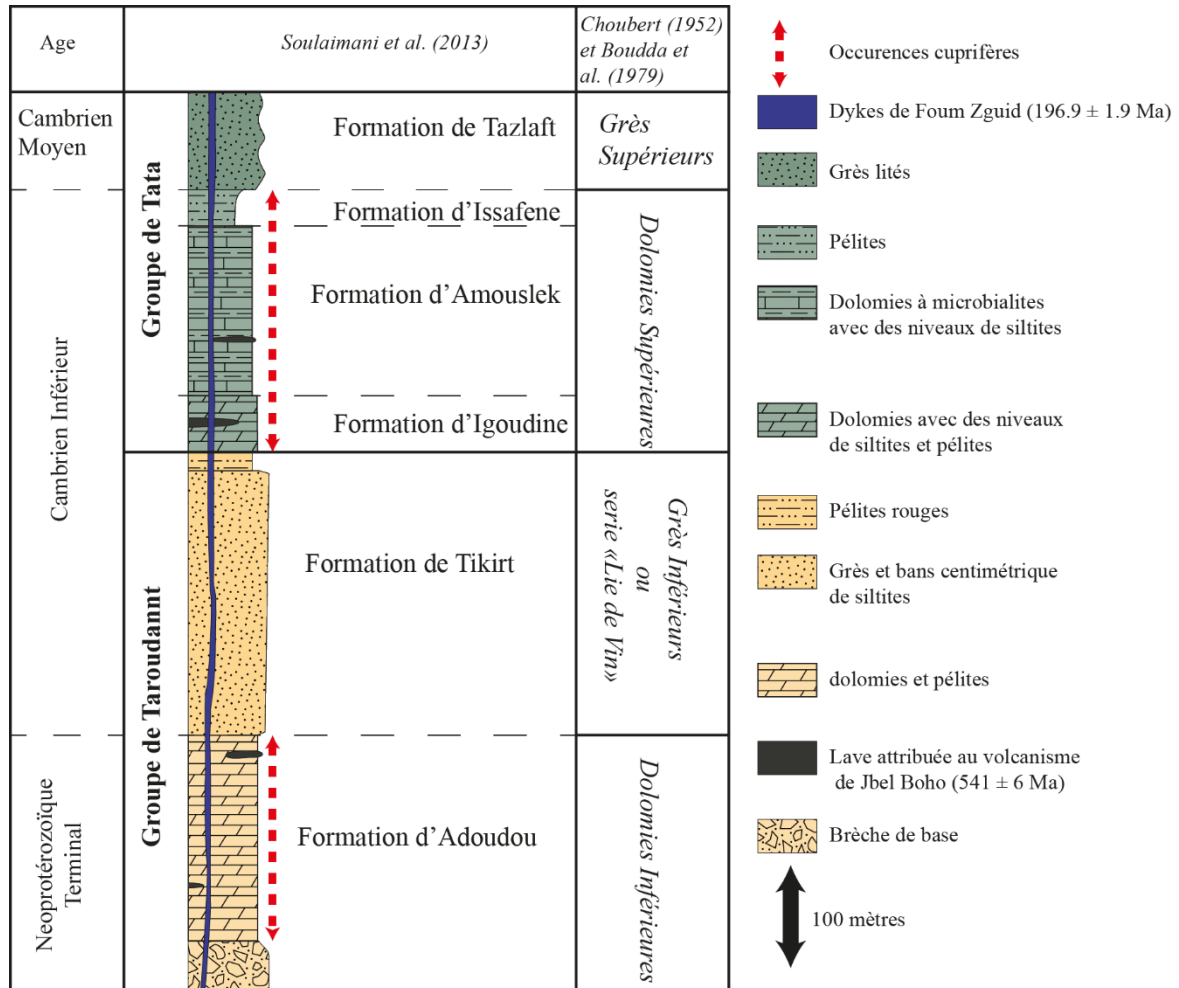 Age
Soulaimani et al. (2013)
Choubert (1952)
et Boudda et
al. (1979)
Cambrien
Moyen
Cambrien Inférieur
Neoprotérozoïque
Terminal
Groupe de Tata
Groupe de Taroudant
Formation de Tazlaft
Formation d'Issafene
Formation d'Amouslek
Formation d'Igoudine
Formation de Tikirt
Formation d'Adoudou
Grès
Supérieurs
Dolomies Supérieures
Grès Inférieurs
ou
serie «Lie de Vin»
Dolomies Inférieures
Occurences cuprifères
Dykes de Foum Zguid (196.9 ± 1.9 Ma)
Grès lités
Pélites
Dolomies à microbialites
avec des niveaux de siltites
Dolomies avec des niveaux
de siltites et pélites
Pélites rouges
Grès et bans centimétrique
de siltites
dolomies et pélites
Lave attribuée au volcanisme
de Jbel Boho (541 ± 6 Ma)
Brèche de base
100 mètres